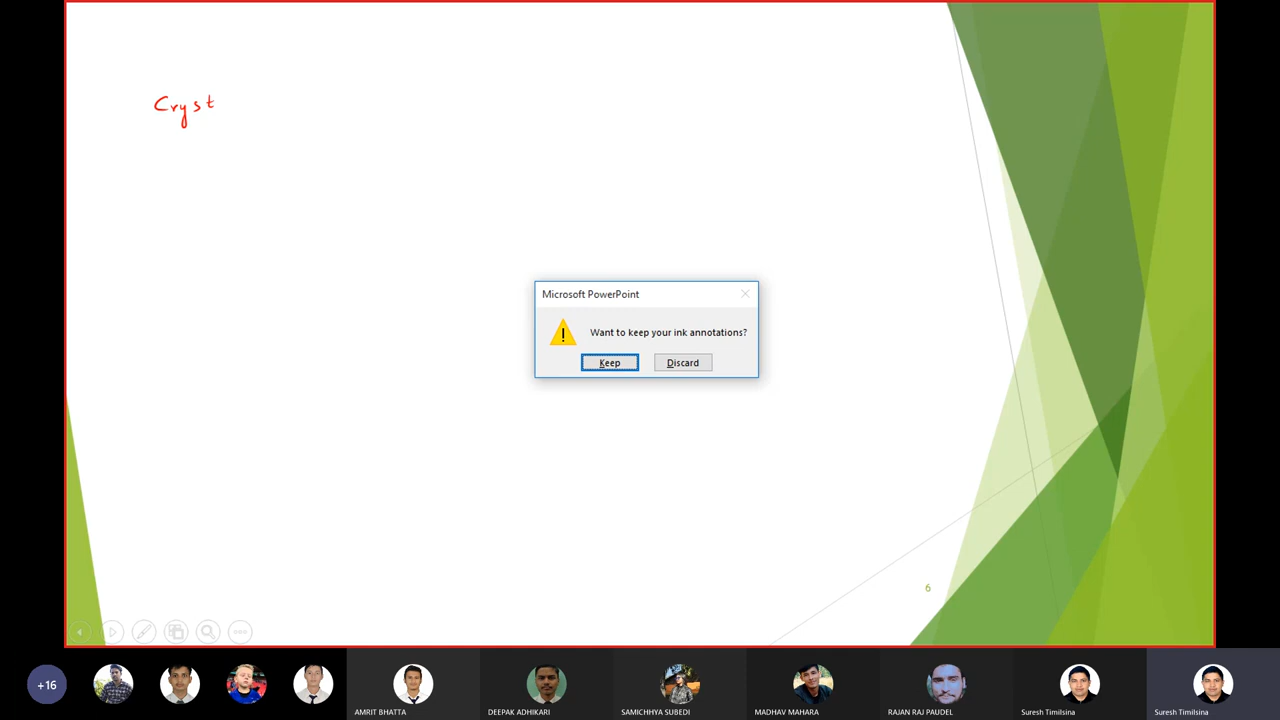 Cryst
Microsoft PowerPoint
Want to keep your ink annotations?
Keep
Discard
6
+16
AMRIT BHATTA
DEEPAK ADHIKARI
SAMICHHYA SUBEDI
MADHAV MAHARA
RAJAN RAJ PAUDEL
Suresh Timilsina
Suresh Timilsina